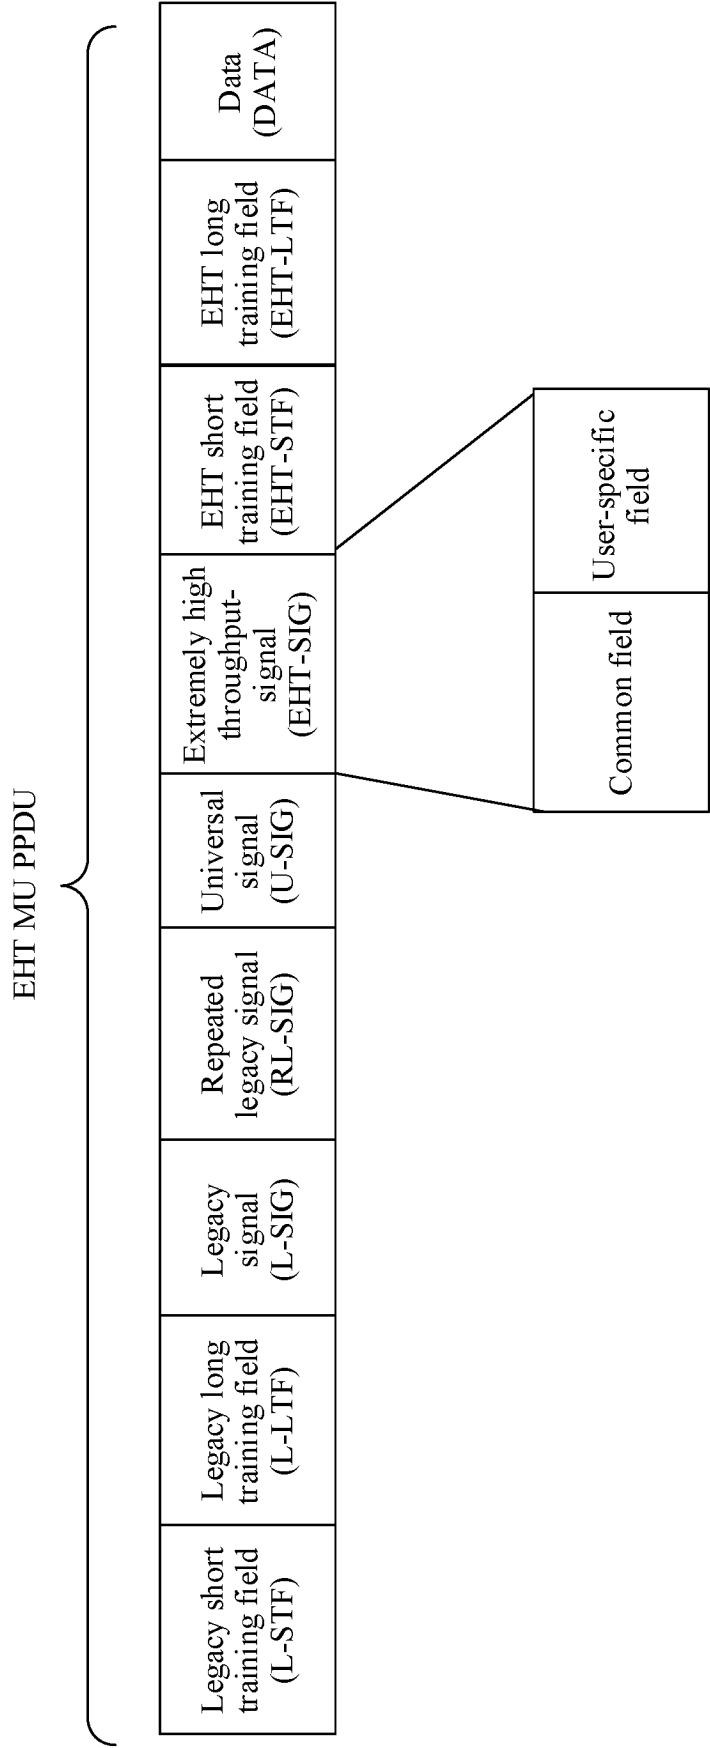 EHT MU PPDU
Legacy short
training field
(L-STF)
Legacy long
training field
(L-LTF)
Legacy
signal
(L-SIG)
Repeated
legacy signal
(RL-SIG)
Universal
signal
(U-SIG)
Extremely high
throughput-
signal
(EHT-SIG)
EHT short
training field
(EHT-STF)
EHT long
training field
(EHT-LTF)
Data
(DATA)
Common field
User-specific
field